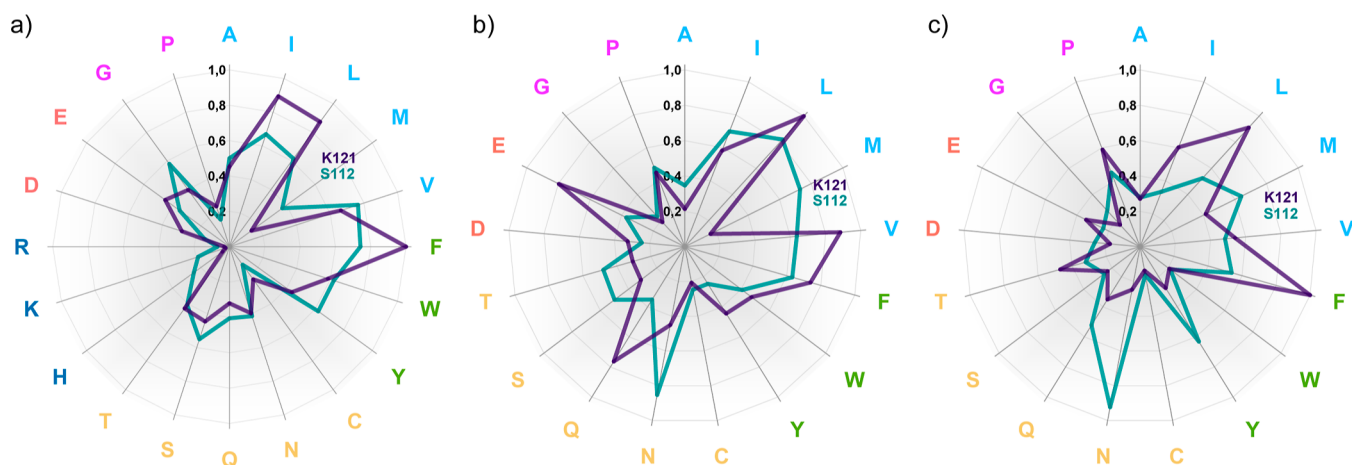 a)
A
I
L
M
V
F
W
Y
C
N
Q
S
T
H
K
R
D
E
G
P
1,0
0,8
0,6
0,4
0,2
K121
S112
b)
A
I
L
M
V
F
W
Y
C
N
Q
S
T
D
E
G
P
1,0
0,8
0,6
0,4
0,2
K121
S112
c)
A
I
L
M
V
F
W
Y
C
N
Q
S
T
D
E
G
P
1,0
0,8
0,6
0,4
0,2
K121
S112